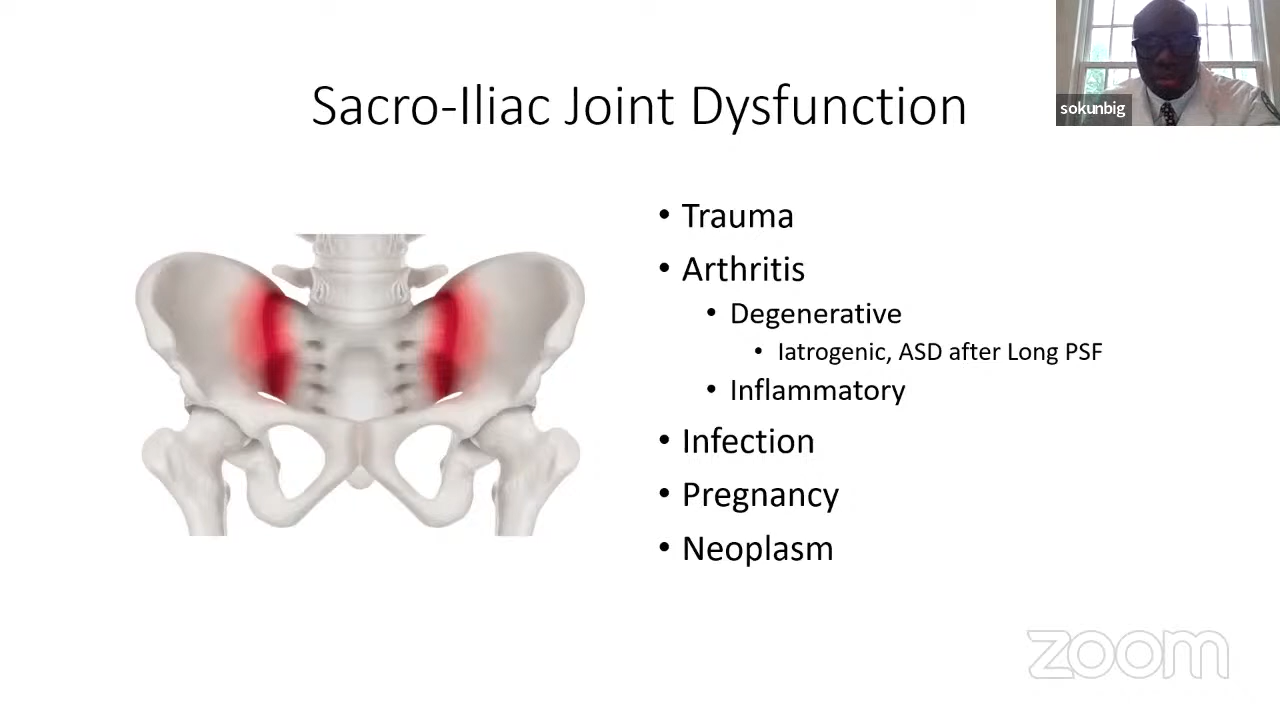 sokunbig
Sacro-Iliac Joint Dysfunction
• Trauma
• Arthritis
• Degenerative
• Iatrogenic, ASD after Long PSF
• Inflammatory
• Infection
• Pregnancy
• Neoplasm
zoom